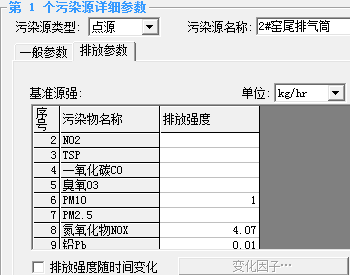 第 1 个污染源详细参数
污染源类型: 点源 污染源名称: 2#窑尾排气筒
一般参数 排放参数
基准源强: 单位: kg/hr
序号 污染物名称 排放强度
2 NO2
3 TSP
4 一氧化碳CO
5 臭氧O3
6 PM10 1
7 PM2.5
8 氮氧化物NOX 4.07
9 铅Pb 0.01
排放强度随时间变化 变化因子…